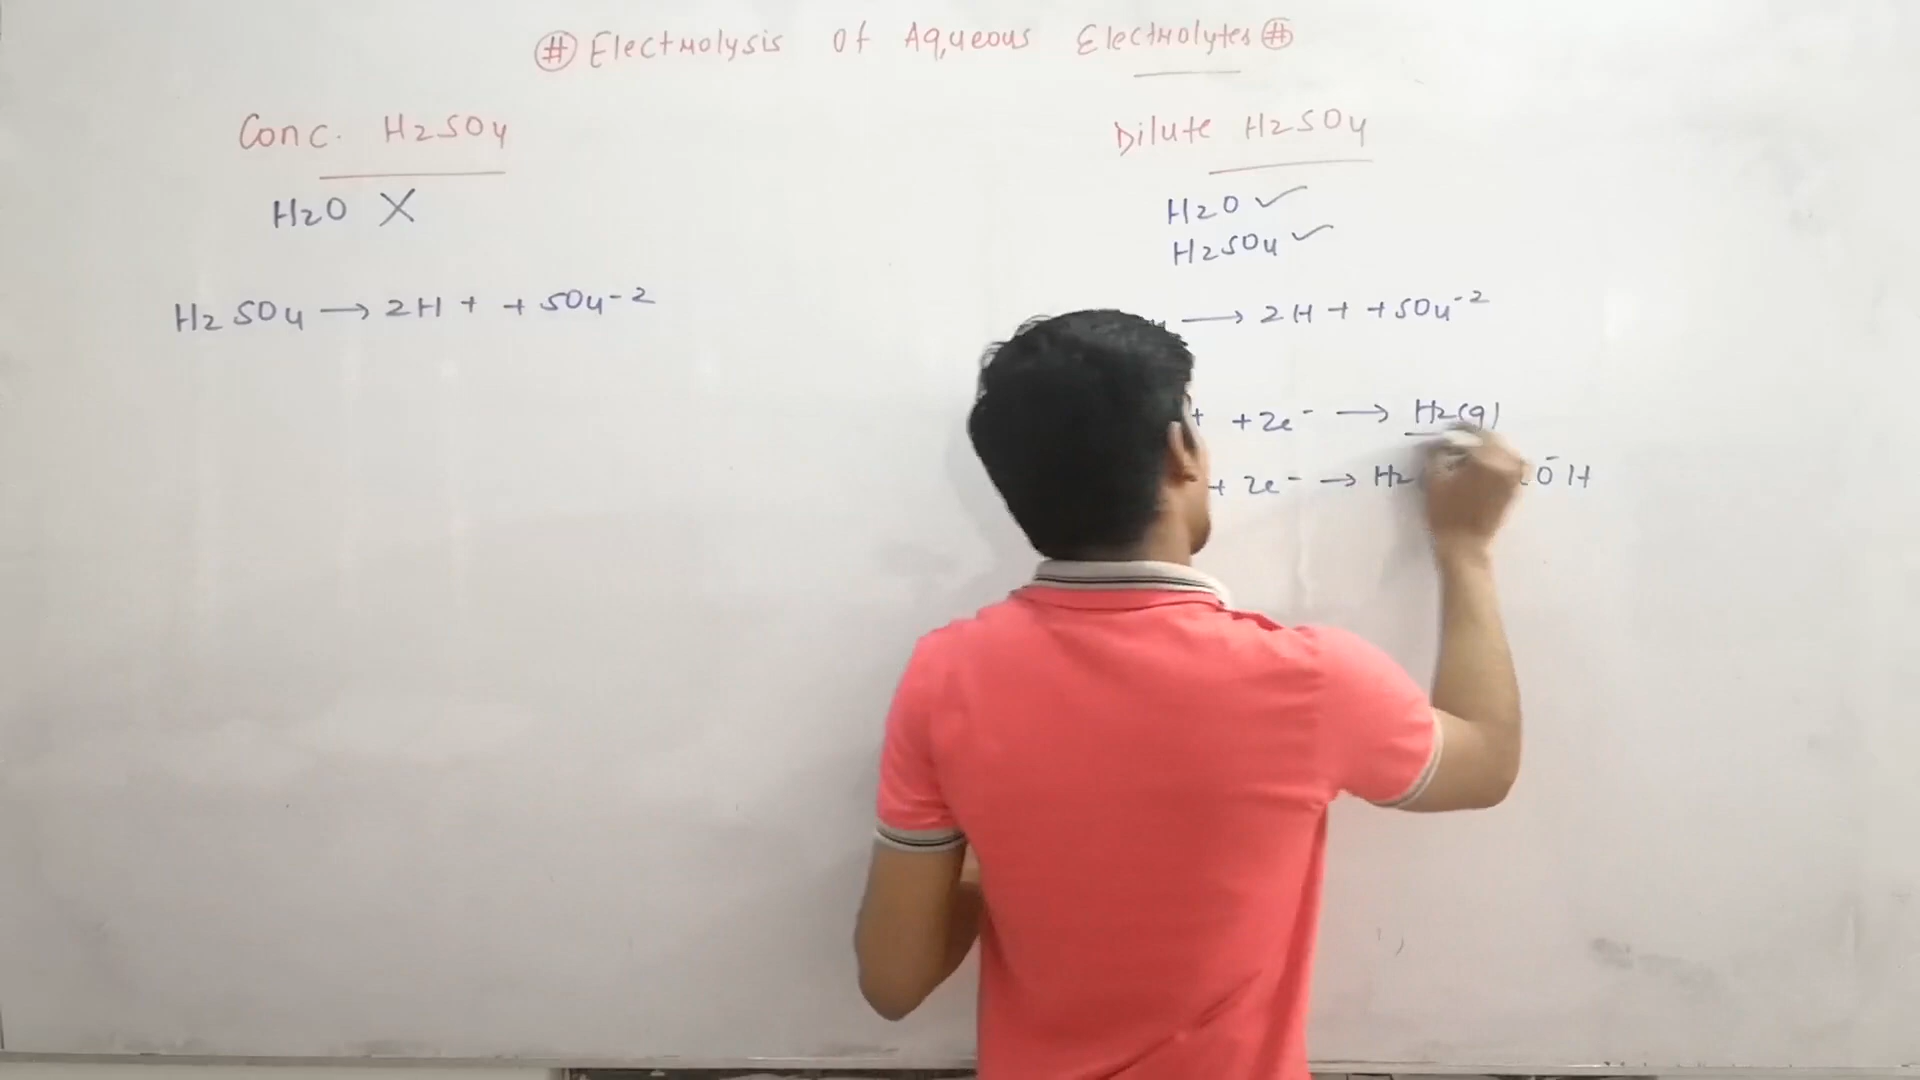 # Electrolysis of Aqueous Electrolytes #
Conc. H2SO4
H2O X
H2SO4 → 2H+ + SO4-2
Dilute H2SO4
H2O ✓
H2SO4 ✓
→ 2H+ + SO4-2
+ +2e- → H2(g)
+ 2e- → H2 OH